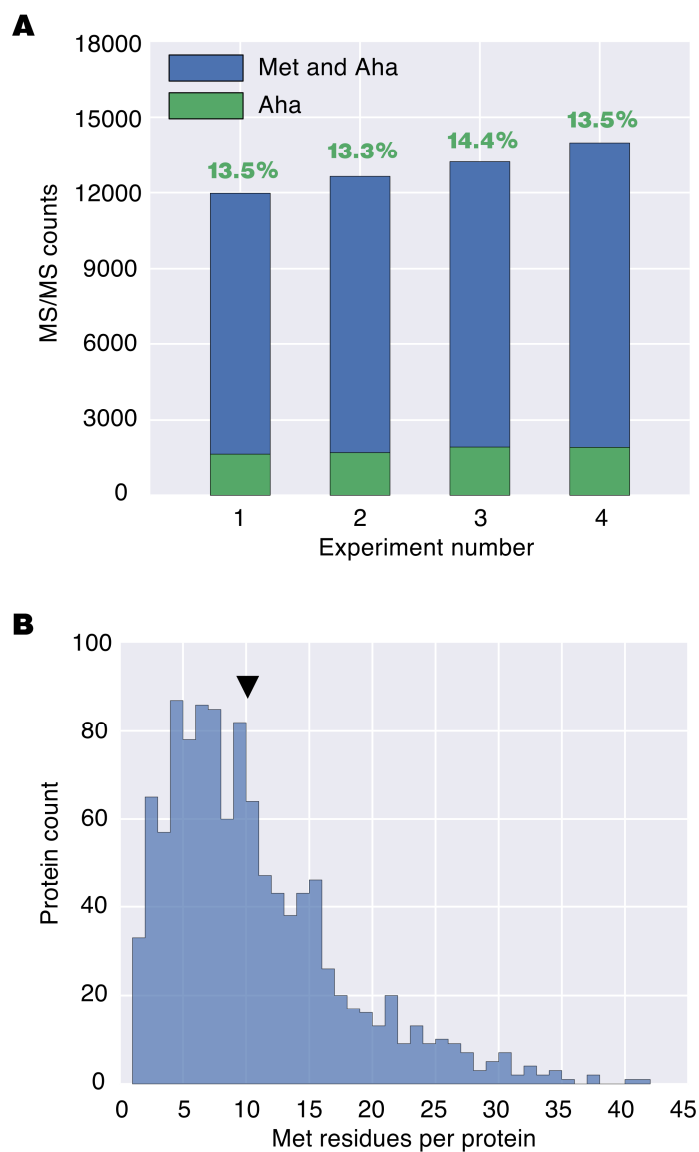 A
18000
15000
12000
9000
6000
3000
0
MS/MS counts
Met and Aha
Aha
13.5%
13.3%
14.4%
13.5%
1 2 3 4
Experiment number
B
100
80
60
40
20
0
Protein count
0 5 10 15 20 25 30 35 40 45
Met residues per protein